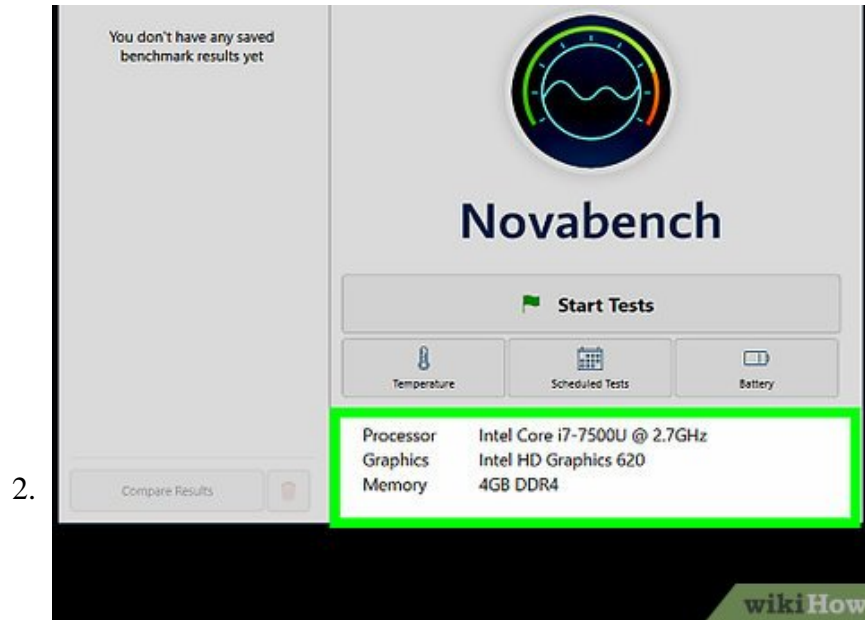 You don't have any saved
benchmark results yet
Novabench
Start Tests
Temperature
Scheduled Tests
Battery
Processor Intel Core i7-7500U @ 2.7GHz
Graphics Intel HD Graphics 620
Memory 4GB DDR4
2.
Compare Results
wikiHow